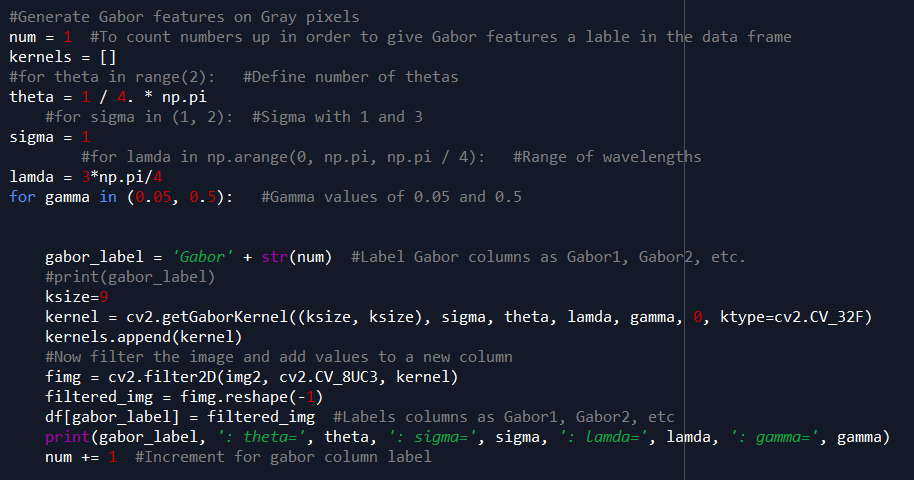 #Generate Gabor features on Gray pixels
num = 1  #To count numbers up in order to give Gabor features a lable in the data frame
kernels = []
#for theta in range(2):   #Define number of thetas
theta = 1 / 4. * np.pi
    #for sigma in (1, 2):  #Sigma with 1 and 3
sigma = 1
        #for lamda in np.arange(0, np.pi, np.pi / 4):   #Range of wavelengths
lamda = 3*np.pi/4
for gamma in (0.05, 0.5):   #Gamma values of 0.05 and 0.5
    gabor_label = 'Gabor' + str(num)  #Label Gabor columns as Gabor1, Gabor2, etc.
    #print(gabor_label)
    ksize=9
    kernel = cv2.getGaborKernel((ksize, ksize), sigma, theta, lamda, gamma, 0, ktype=cv2.CV_32F)
    kernels.append(kernel)
    #Now filter the image and add values to a new column
    fimg = cv2.filter2D(img2, cv2.CV_8UC3, kernel)
    filtered_img = fimg.reshape(-1)
    df[gabor_label] = filtered_img  #Labels columns as Gabor1, Gabor2, etc
    print(gabor_label, ': theta=', theta, ': sigma=', sigma, ': lamda=', lamda, ': gamma=', gamma)
    num += 1  #Increment for gabor column label